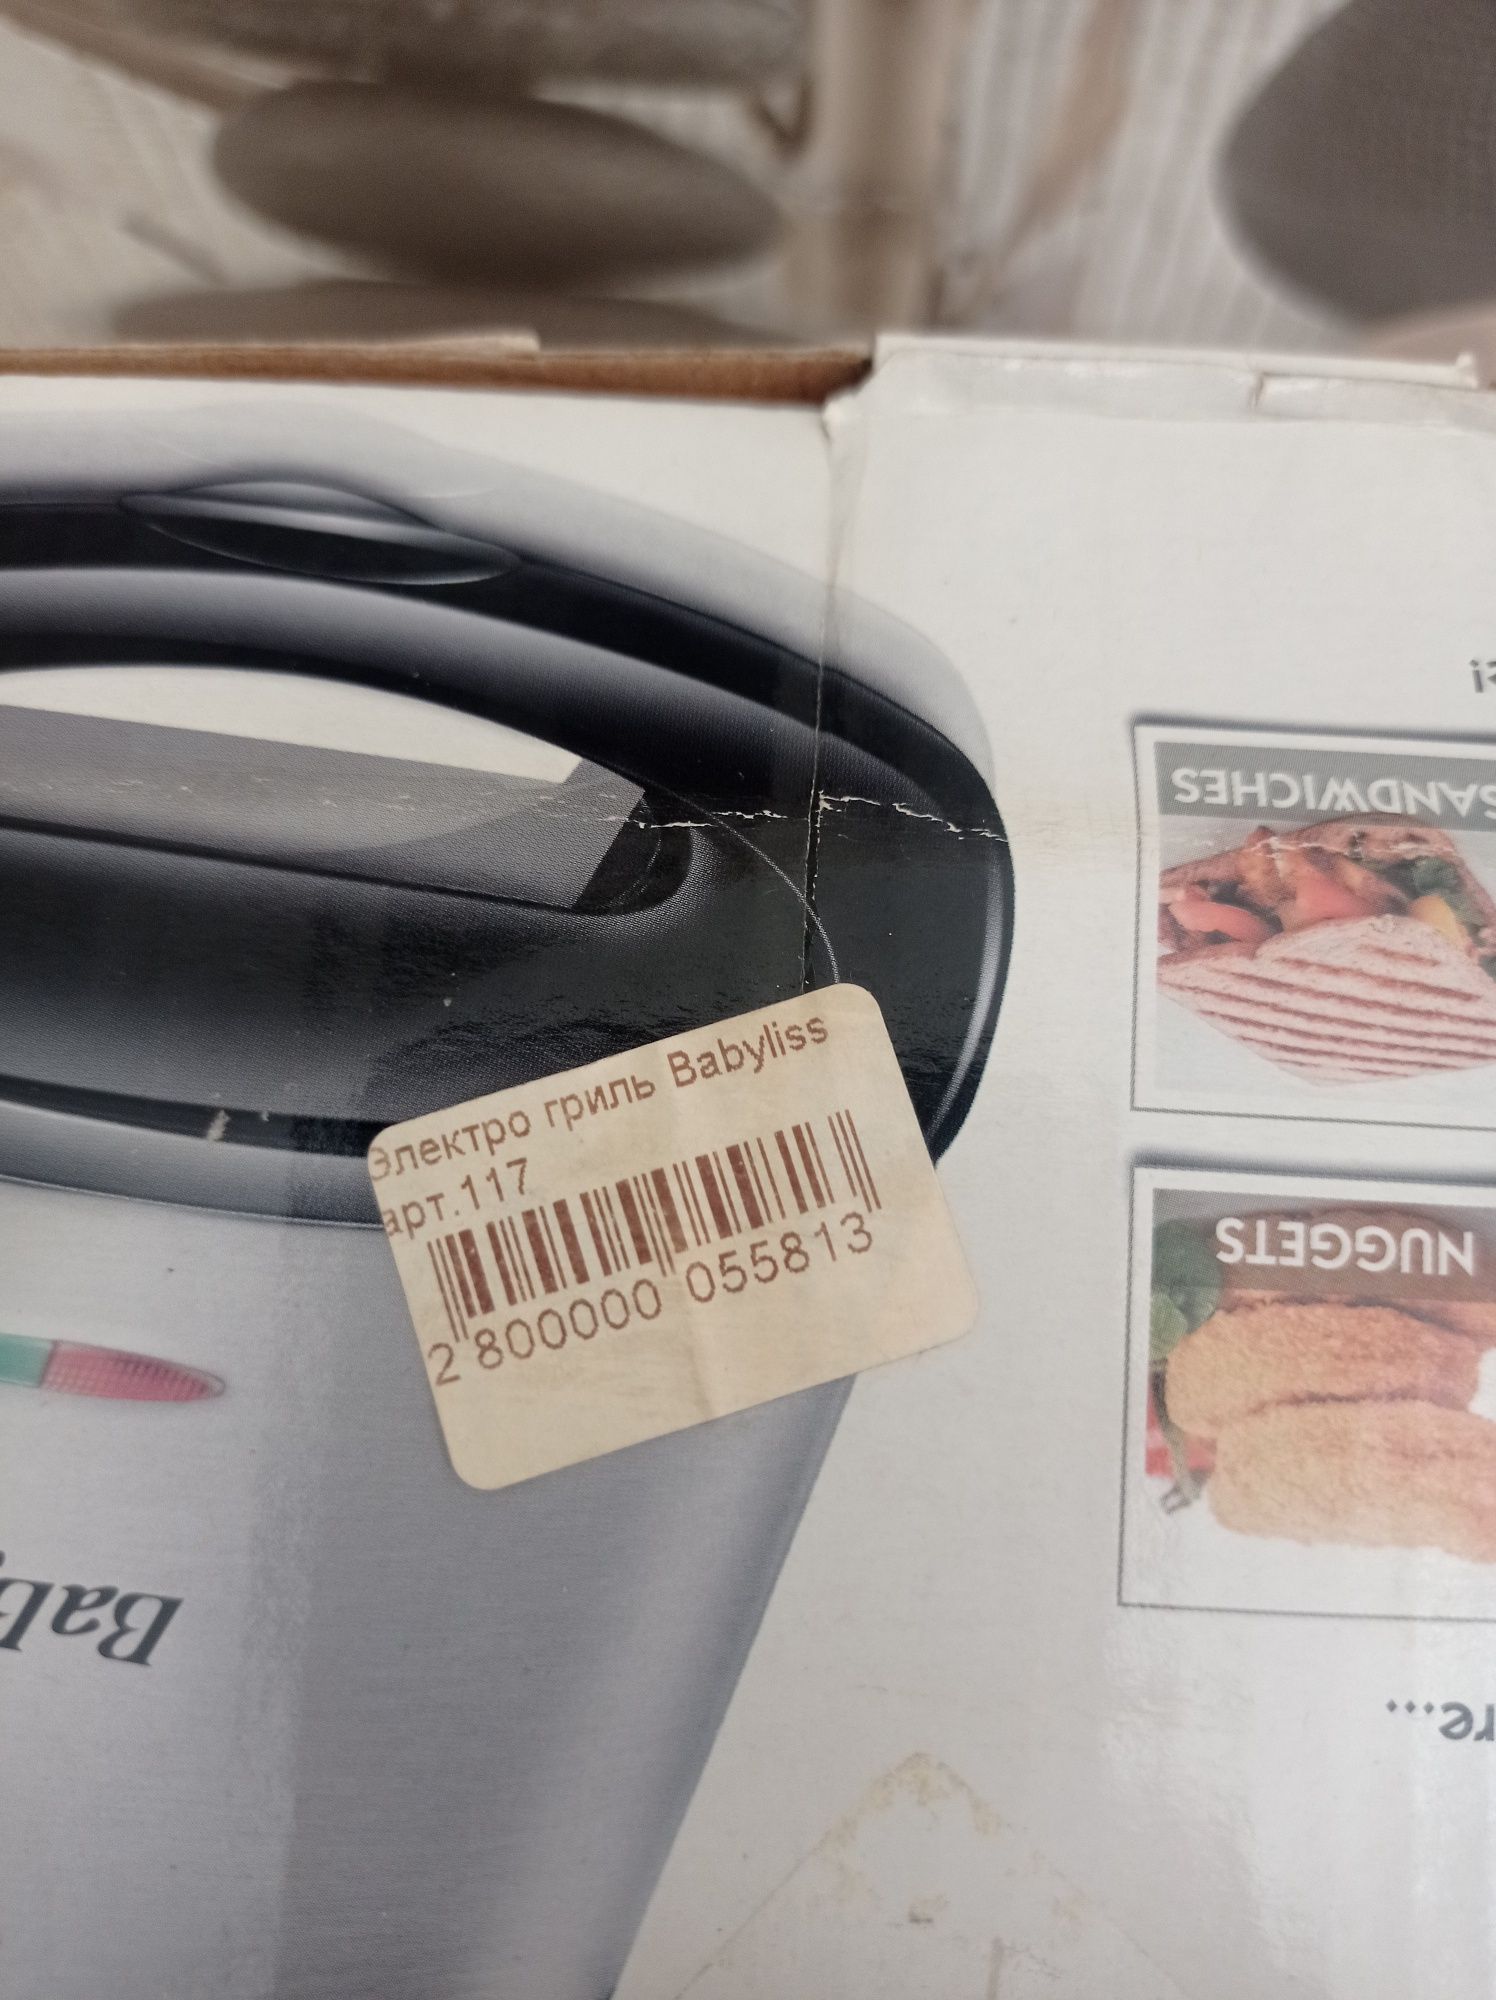 Электро гриль Babyliss
арт.117
2 800000 055813
SANDWICHES
NUGGETS